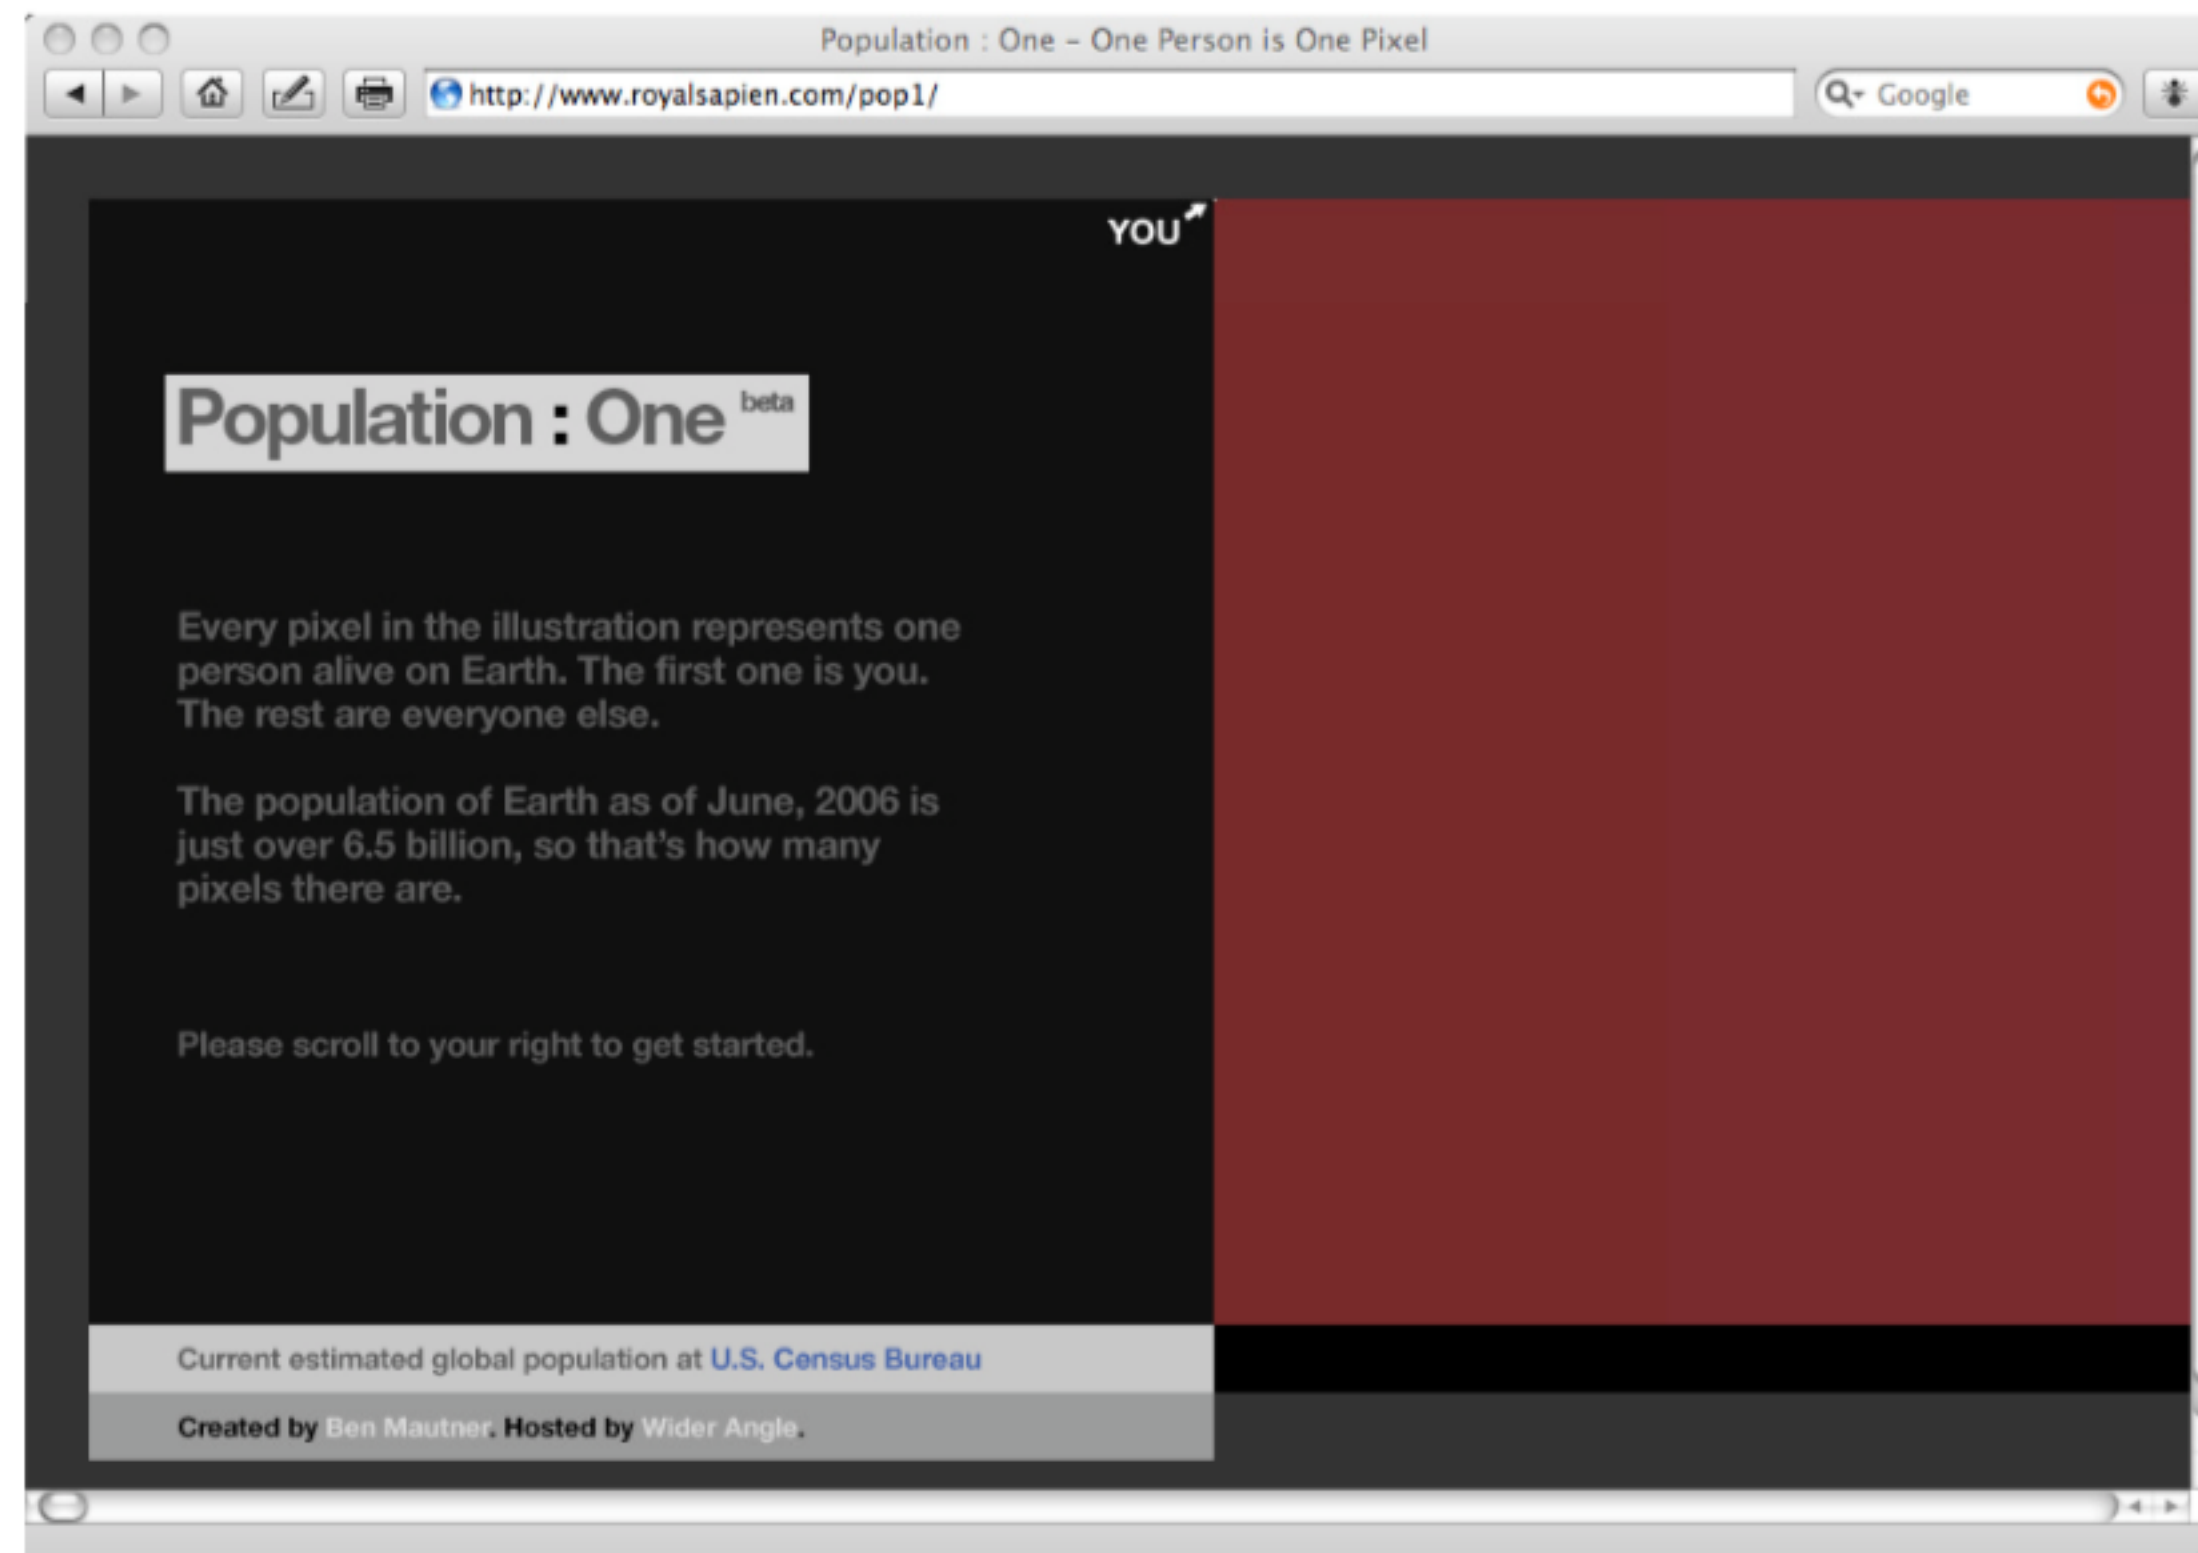 Population : One – One Person is One Pixel
http://www.royalsapien.com/pop1/
Google
YOU
Population : One beta
Every pixel in the illustration represents one
person alive on Earth. The first one is you.
The rest are everyone else.
The population of Earth as of June, 2006 is
just over 6.5 billion, so that's how many
pixels there are.
Please scroll to your right to get started.
Current estimated global population at U.S. Census Bureau
Created by Ben Mautner. Hosted by Wider Angle.